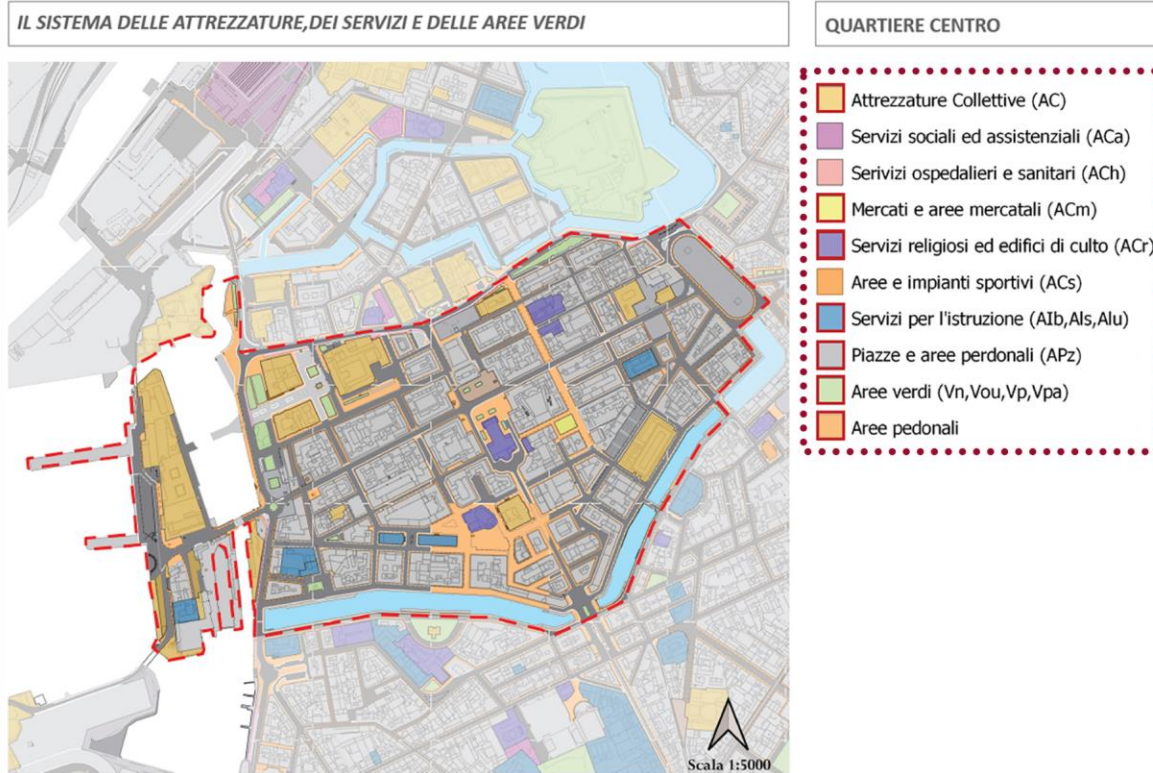 IL SISTEMA DELLE ATTREZZATURE,DEI SERVIZI E DELLE AREE VERDI
QUARTIERE CENTRO
Attrezzature Collettive (AC)
Servizi sociali ed assistenziali (ACa)
Serivizi ospedalieri e sanitari (ACh)
Mercati e aree mercatali (ACm)
Servizi religiosi ed edifici di culto (ACr)
Aree e impianti sportivi (ACs)
Servizi per l'istruzione (AIb,Als,Alu)
Piazze e aree perdonali (APz)
Aree verdi (Vn,Vou,Vp,Vpa)
Aree pedonali
Scala 1:5000